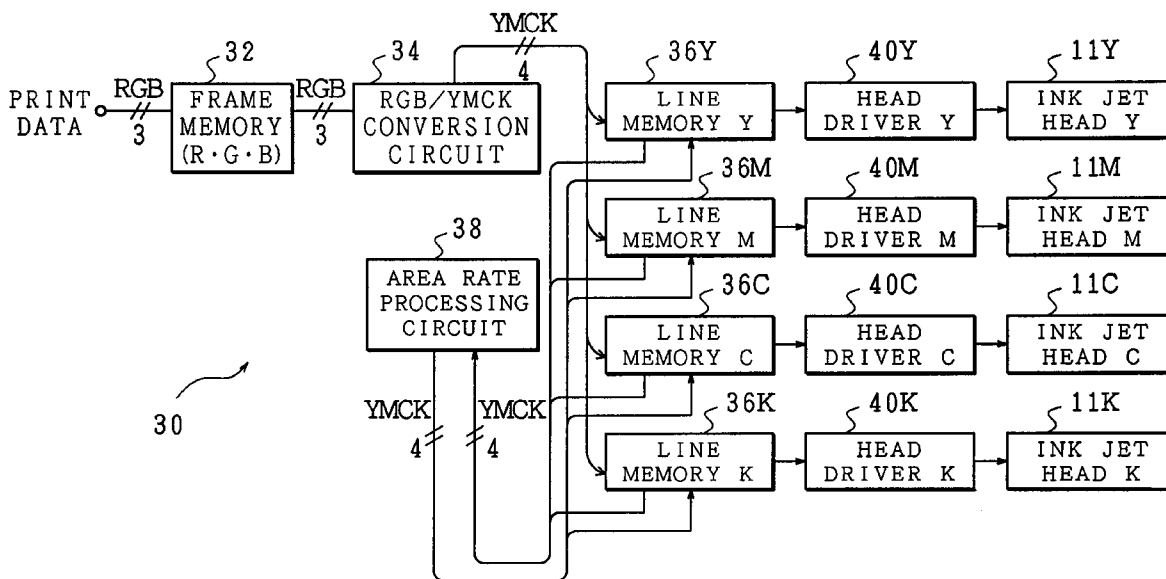 YMCK
4
32
34
36Y
40Y
11Y
PRINT
DATA
RGB
3
FRAME
MEMORY
(R·G·B)
RGB
3
RGB/YMCK
CONVERSION
CIRCUIT
LINE
MEMORY Y
HEAD
DRIVER Y
INK JET
HEAD Y
36M
40M
11M
LINE
MEMORY M
HEAD
DRIVER M
INK JET
HEAD M
38
AREA RATE
PROCESSING
CIRCUIT
36C
40C
11C
LINE
MEMORY C
HEAD
DRIVER C
INK JET
HEAD C
30
YMCK
4
YMCK
4
36K
40K
11K
LINE
MEMORY K
HEAD
DRIVER K
INK JET
HEAD K